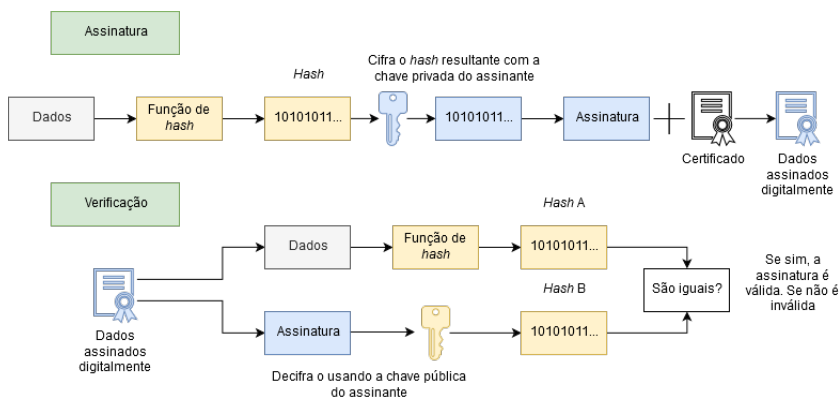 Assinatura
Hash
Cifra o hash resultante com a
chave privada do assinante
Dados
Função de
hash
10101011...
10101011...
Assinatura
Certificado
Dados
assinados
digitalmente
Verificação
Hash A
Dados
Função de
hash
10101011...
Hash B
São iguais?
Se sim, a
assinatura é
válida. Se não é
inválida
Dados
assinados
digitalmente
Assinatura
10101011...
Decifra o usando a chave pública
do assinante